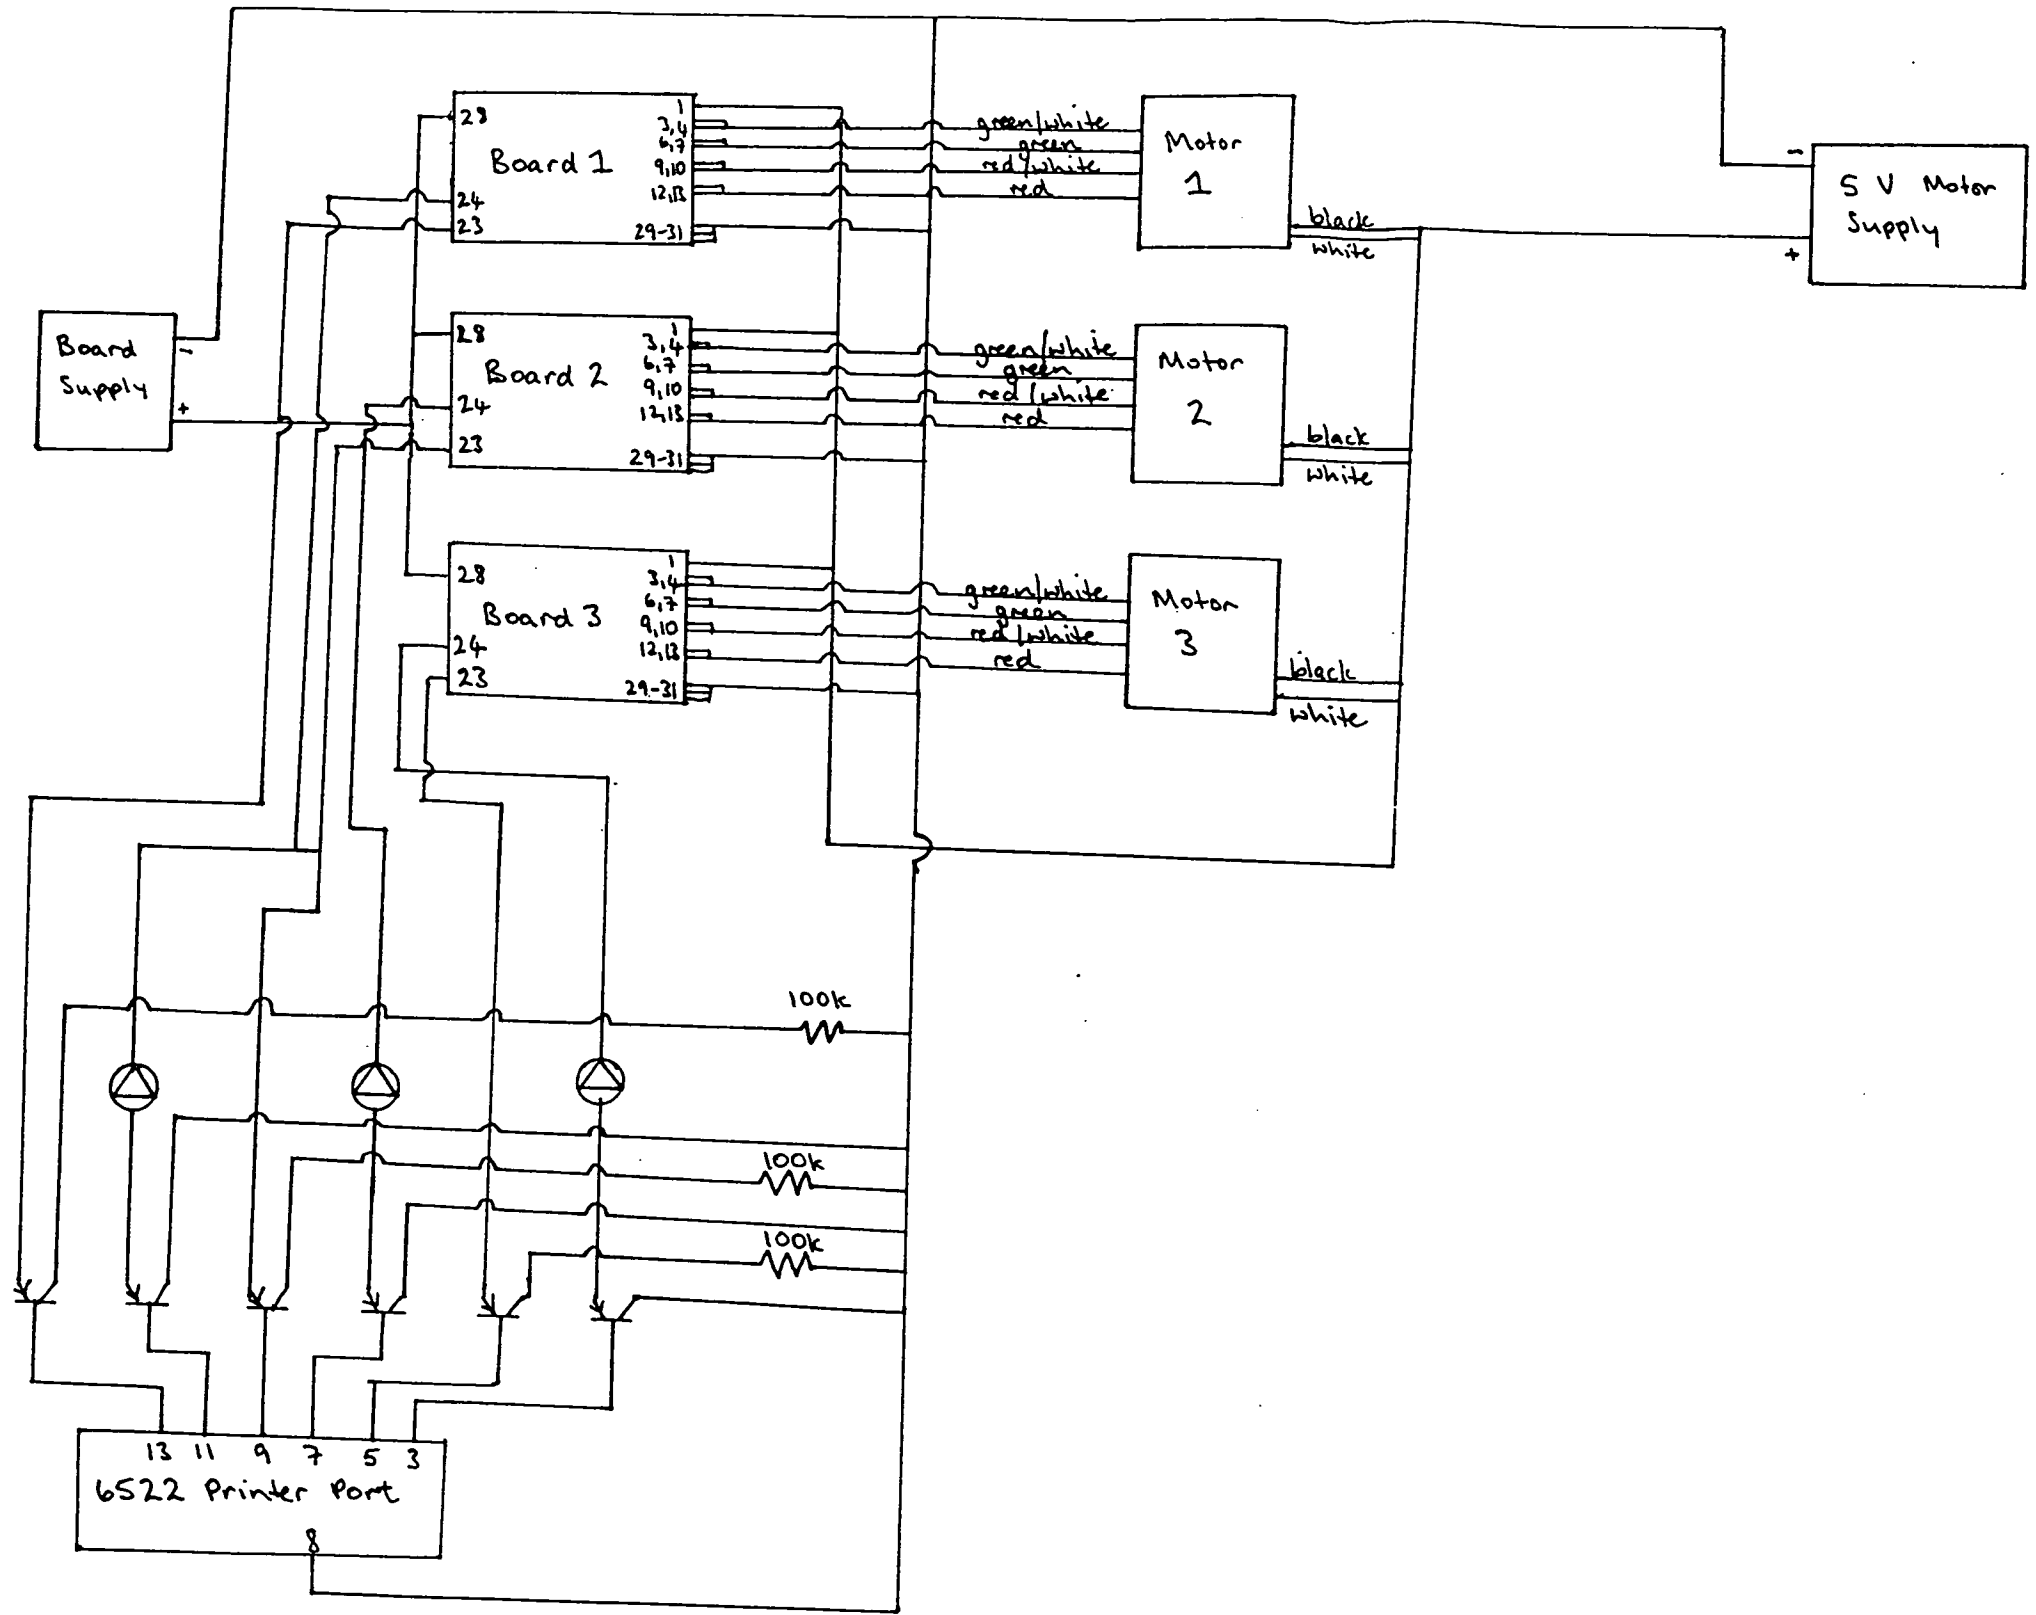 28
Board 1
24
23
1
3,4
6,7
9,10
12,13
29-31
green/white
green
red/white
red
Motor
1
black
white
-
5 V Motor
Supply
+
Board
Supply
-
+
28
Board 2
24
23
1
3,4
6,7
9,10
12,13
29-31
green/white
green
red/white
red
Motor
2
black
white
28
Board 3
24
23
1
3,4
6,7
9,10
12,13
29-31
green/white
green
red/white
red
Motor
3
black
white
100k
100k
100k
13 11 9 7 5 3
6522 Printer Port
8